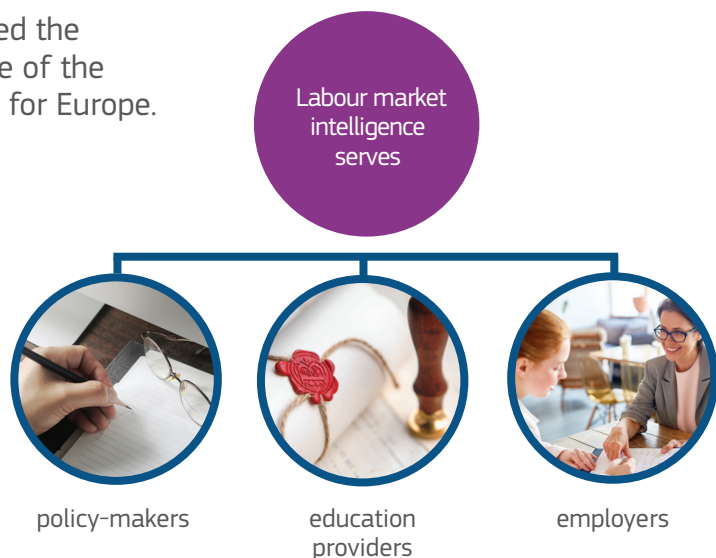 ed the
e of the
for Europe.
Labour market
intelligence
serves
policy-makers
education
providers
employers